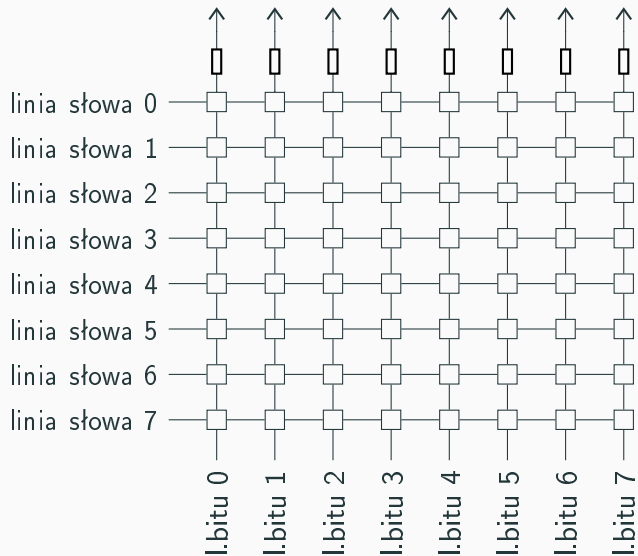 linia słowa 0
linia słowa 1
linia słowa 2
linia słowa 3
linia słowa 4
linia słowa 5
linia słowa 6
linia słowa 7
l.bitu 0
l.bitu 1
l.bitu 2
l.bitu 3
l.bitu 4
l.bitu 5
l.bitu 6
l.bitu 7